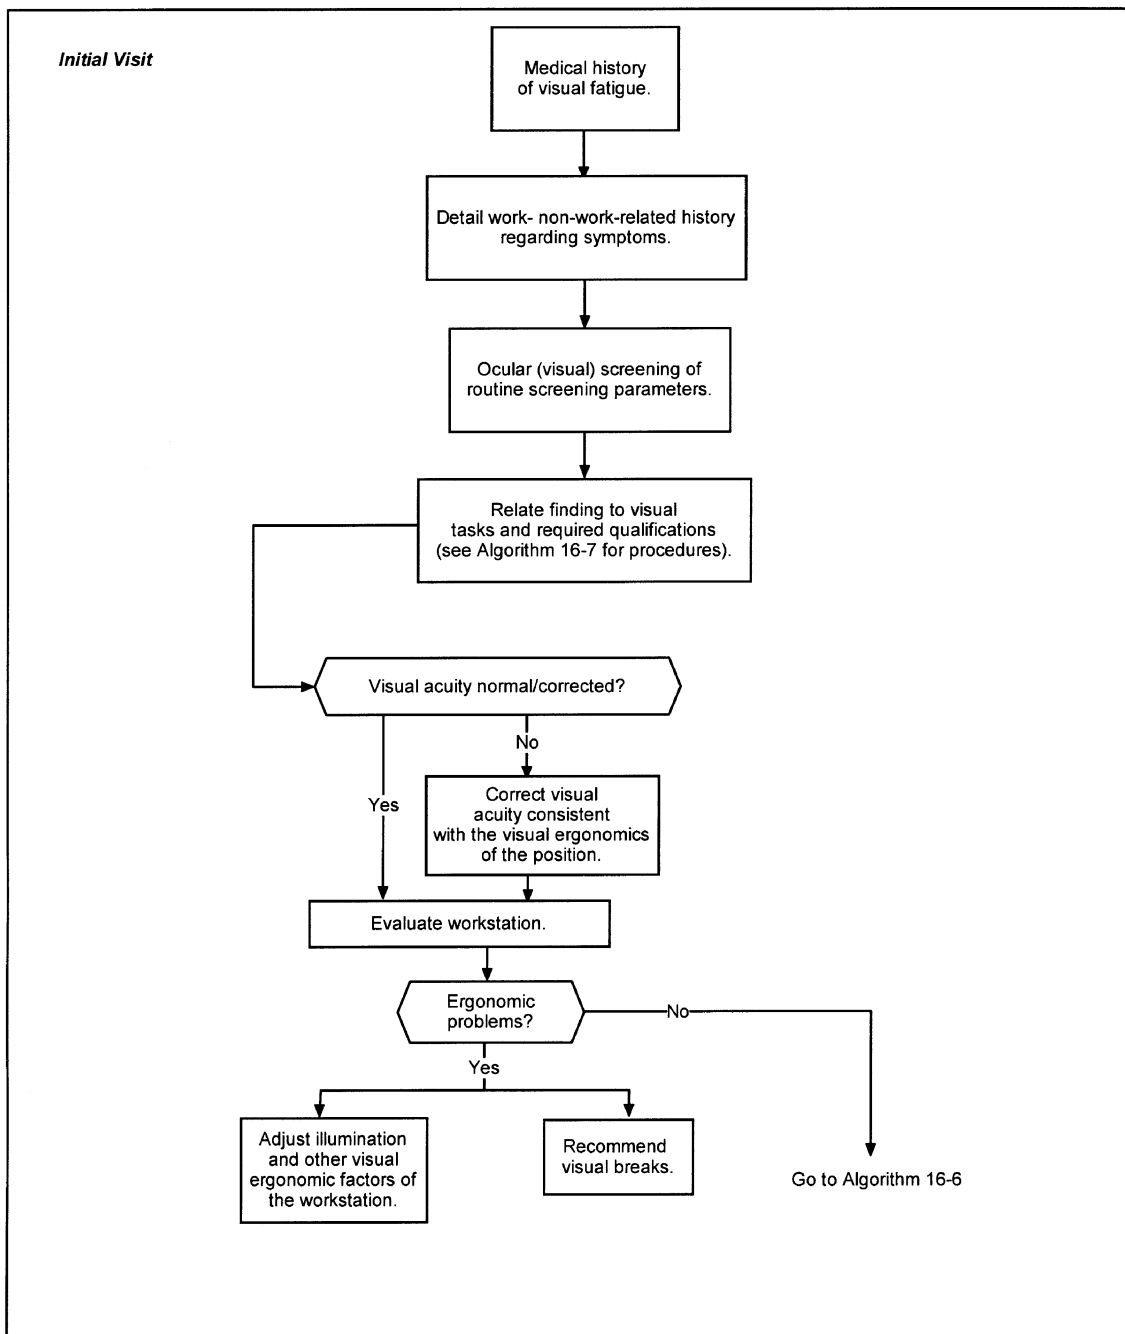 Initial Visit
Medical history
of visual fatigue.
Detail work- non-work-related history
regarding symptoms.
Ocular (visual) screening of
routine screening parameters.
Relate finding to visual
tasks and required qualifications
(see Algorithm 16-7 for procedures).
Visual acuity normal/corrected?
No
Yes
Correct visual
acuity consistent
with the visual ergonomics
of the position.
Evaluate workstation.
Ergonomic
problems?
No
Yes
Adjust illumination
and other visual
ergonomic factors of
the workstation.
Recommend
visual breaks.
Go to Algorithm 16-6